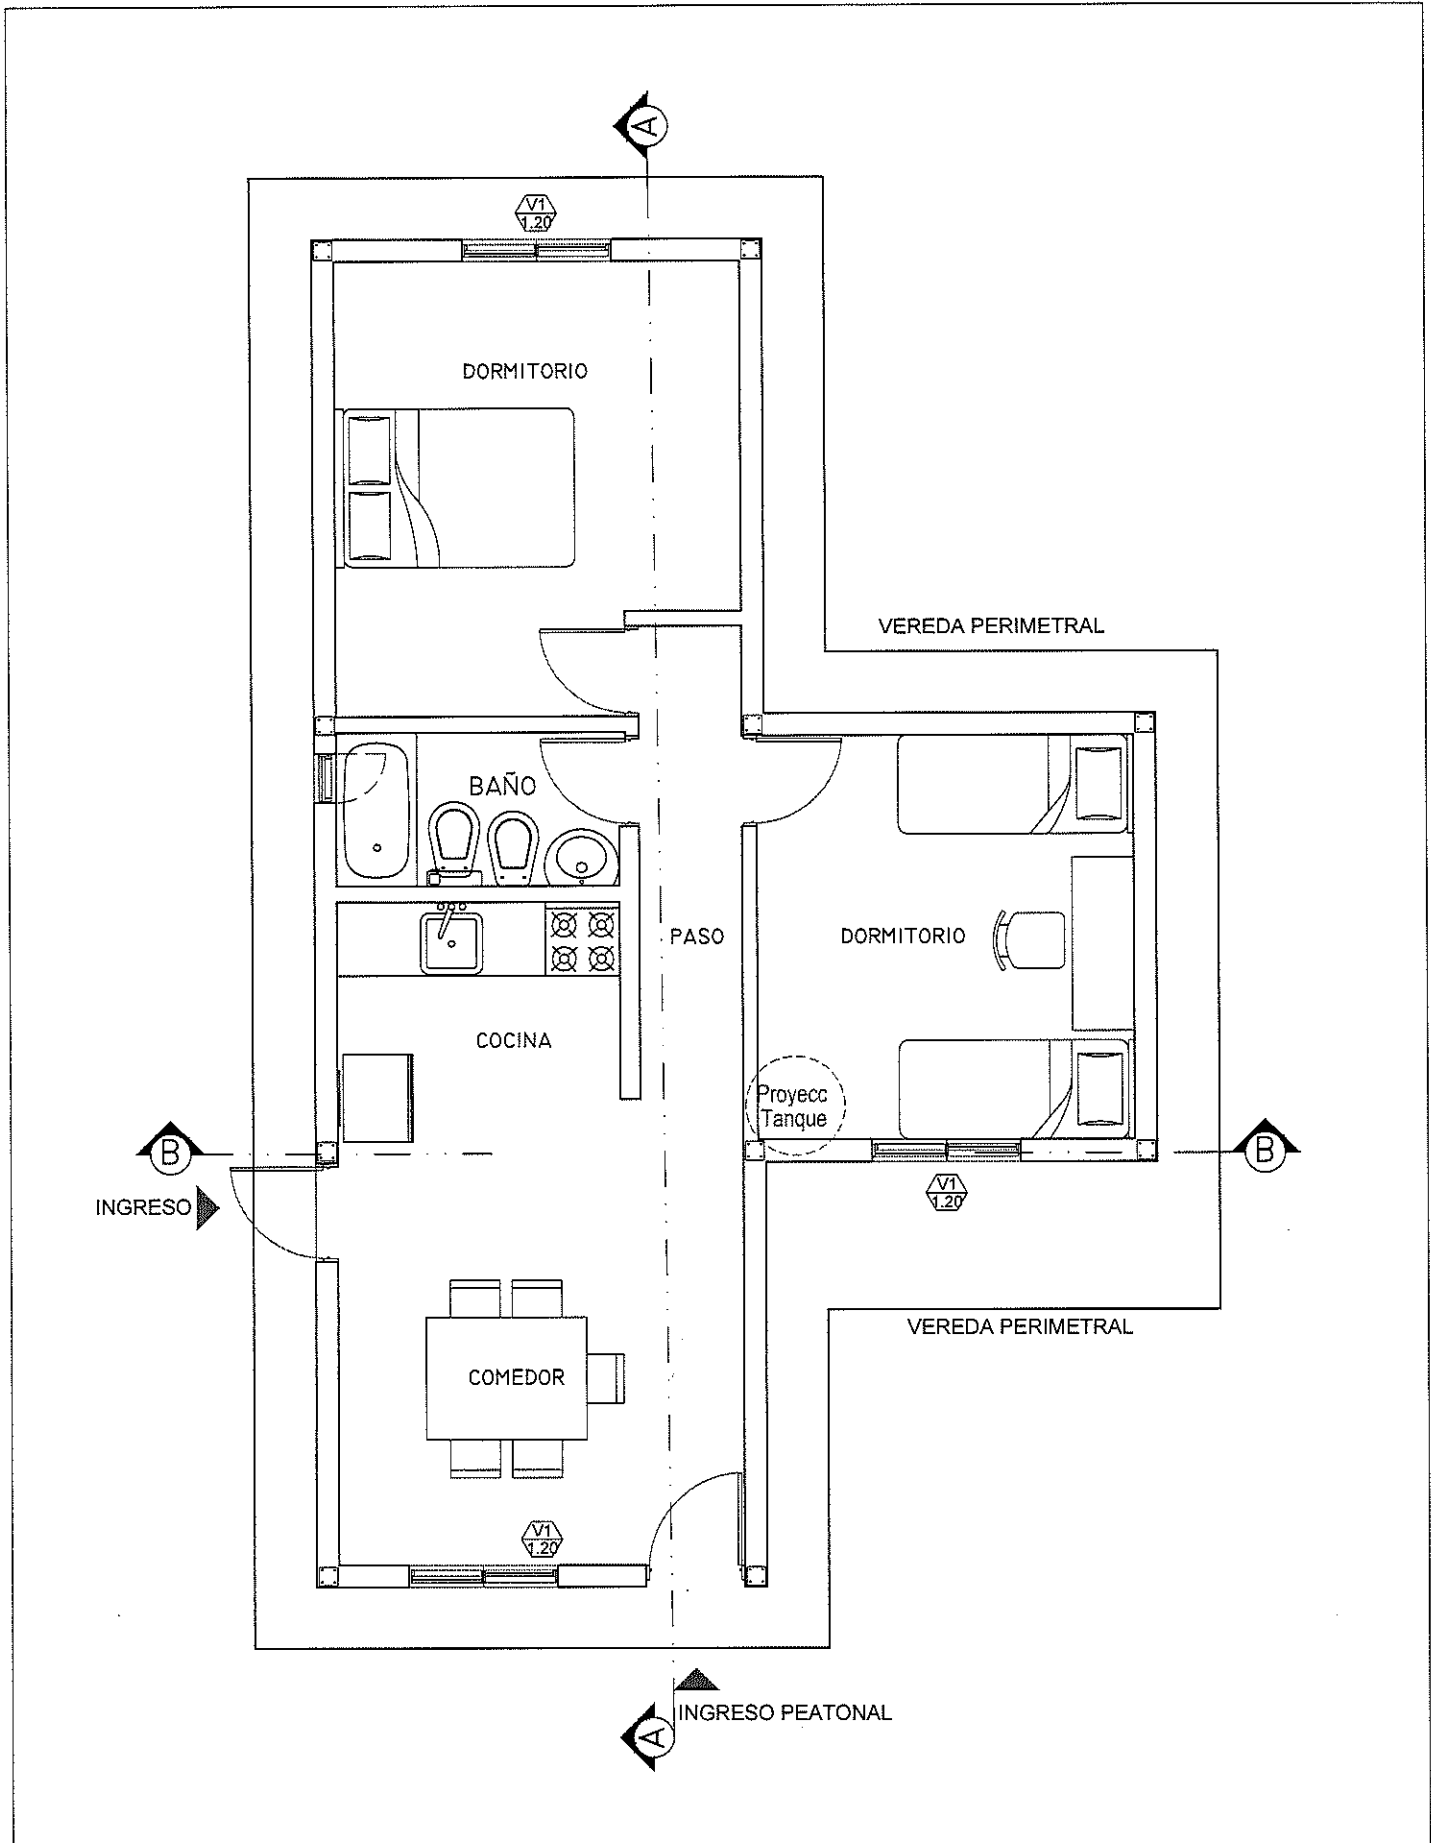 A
V1
1.20
DORMITORIO
VEREDA PERIMETRAL
BAÑO
PASO
DORMITORIO
COCINA
Proyecc
Tanque
B
B
INGRESO
V1
1.20
VEREDA PERIMETRAL
COMEDOR
V1
1.20
INGRESO PEATONAL
A